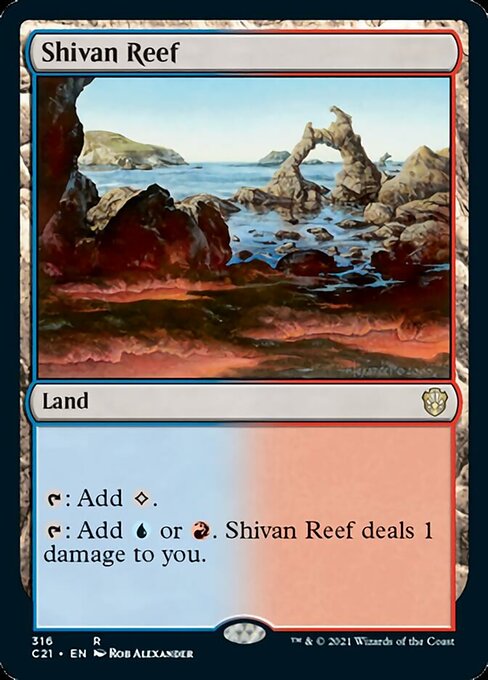 Shivan Reef
Land
: Add .
: Add or . Shivan Reef deals 1
damage to you.
316 R
C21 • EN Rob Alexander
™ & © 2021 Wizards of the Coast